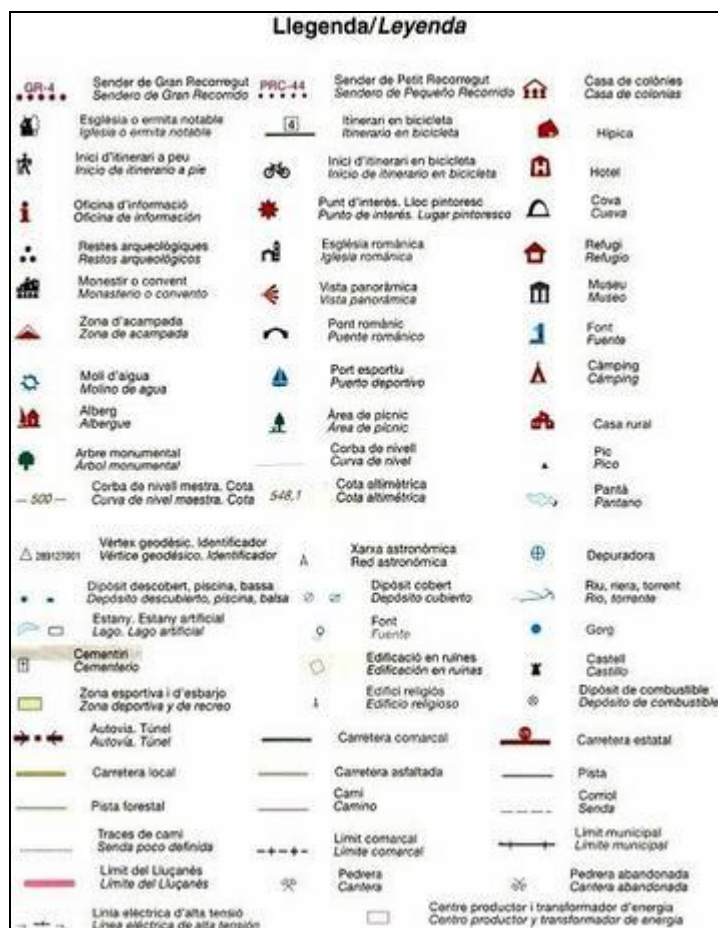 Llegenda/Leyenda
GR-4
Sender de Gran Recorregut
Sendero de Gran Recorrido
PRC-44
Sender de Petit Recorregut
Sendero de Pequeño Recorrido
Casa de colònies
Casa de colonias
Església o ermita notable
Iglesia o ermita notable
4
Itinerari en bicicleta
Itinerario en bicicleta
Hípica
Inici d'itinerari a peu
Inicio de itinerario a pie
Inici d'itinerari en bicicleta
Inicio de itinerario en bicicleta
H
Hotel
Oficina d'informació
Oficina de información
Punt d'interès. Lloc pintoresc
Punto de interés. Lugar pintoresco
Cova
Cueva
Restes arqueològiques
Restos arqueológicos
Església romànica
Iglesia románica
Refugi
Refugio
Monestir o convent
Monasterio o convento
Vista panoràmica
Vista panorámica
Museu
Museo
Zona d'acampada
Zona de acampada
Pont romànic
Puente románico
Font
Fuente
Molí d'aigua
Molino de agua
Port esportiu
Puerto deportivo
Càmping
Cámping
Alberg
Albergue
Àrea de pícnic
Área de pícnic
Casa rural
Arbre monumental
Árbol monumental
Corba de nivell
Curva de nivel
Pic
Pico
500
Corba de nivell mestra. Cota
Curva de nivel maestra. Cota
548,1
Cota altimètrica
Cota altimétrica
Pantà
Pantano
289127001
Vèrtex geodèsic. Identificador
Vértice geodésico. Identificador
Xarxa astronòmica
Red astronómica
Depuradora
Dipòsit descobert, piscina, bassa
Depósito descubierto, piscina, balsa
Dipòsit cobert
Depósito cubierto
Riu, riera, torrent
Rio, torrente
Estany. Estany artificial
Lago. Lago artificial
Font
Fuente
Gorg
Cementiri
Cementerio
Edificació en ruïnes
Edificación en ruinas
Castell
Castillo
Zona esportiva i d'esbarjo
Zona deportiva y de recreo
Edifici religiós
Edificio religioso
Dipòsit de combustible
Depósito de combustible
Autovia. Túnel
Autovía. Túnel
Carretera comarcal
Carretera estatal
Carretera local
Carretera asfaltada
Pista
Pista forestal
Camí
Camino
Corriol
Senda
Traces de camí
Senda poco definida
Límit comarcal
Límite comarcal
Límit municipal
Límite municipal
Límit del Lluçanès
Límite del Lluçanès
Pedrera
Cantera
Pedrera abandonada
Cantera abandonada
Línia elèctrica d'alta tensió
Línea eléctrica de alta tensión
Centre productor i transformador d'energia
Centro productor y transformador de energía